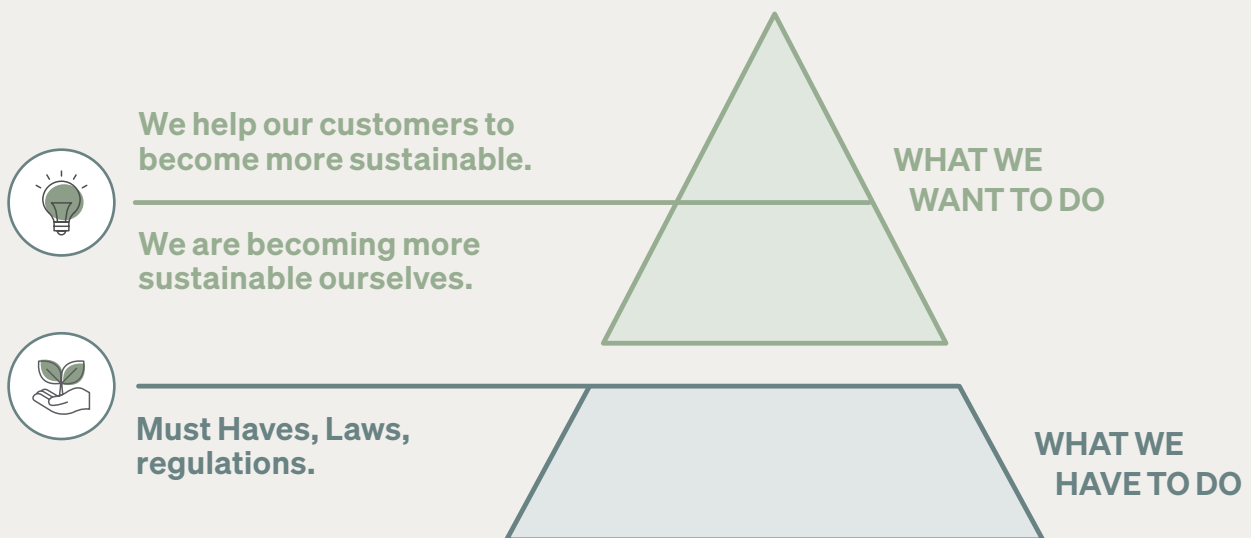 We help our customers to
become more sustainable.
WHAT WE
WANT TO DO
We are becoming more
sustainable ourselves.
Must Haves, Laws,
regulations.
WHAT WE
HAVE TO DO